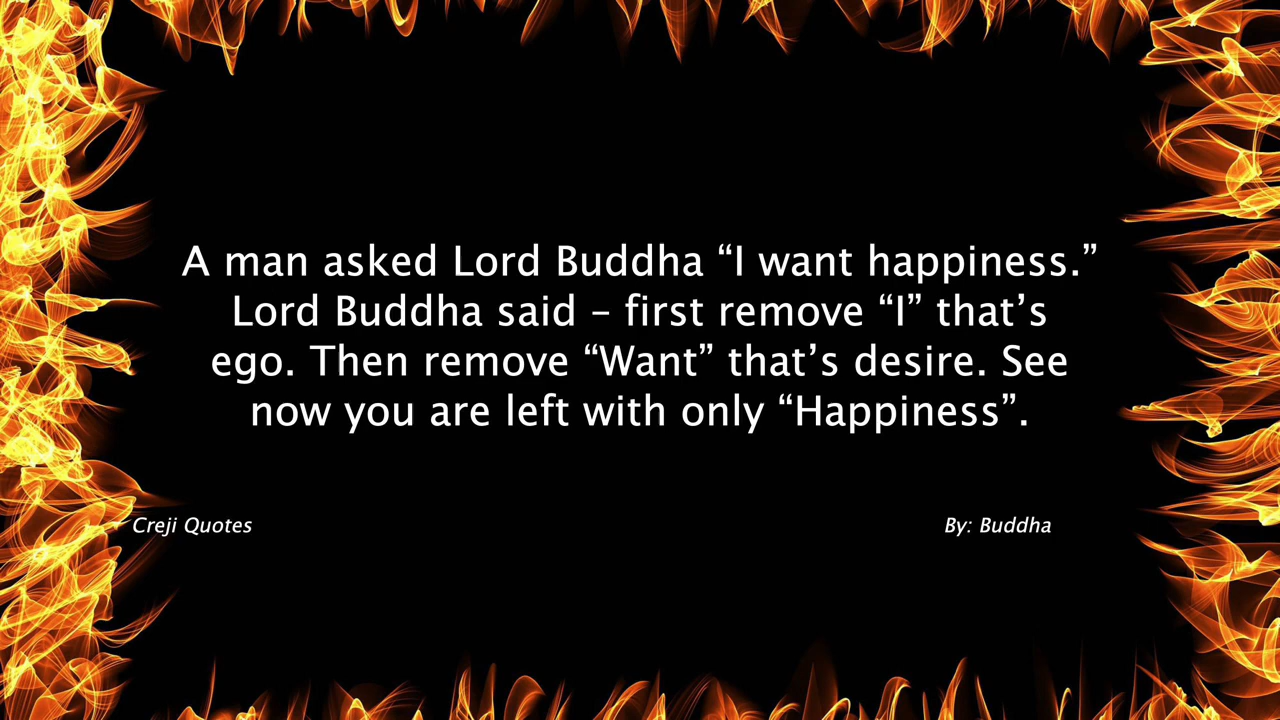 A man asked Lord Buddha “I want happiness.”
Lord Buddha said – first remove “I” that’s
ego. Then remove “Want” that’s desire. See
now you are left with only “Happiness”.
Creji Quotes
By: Buddha